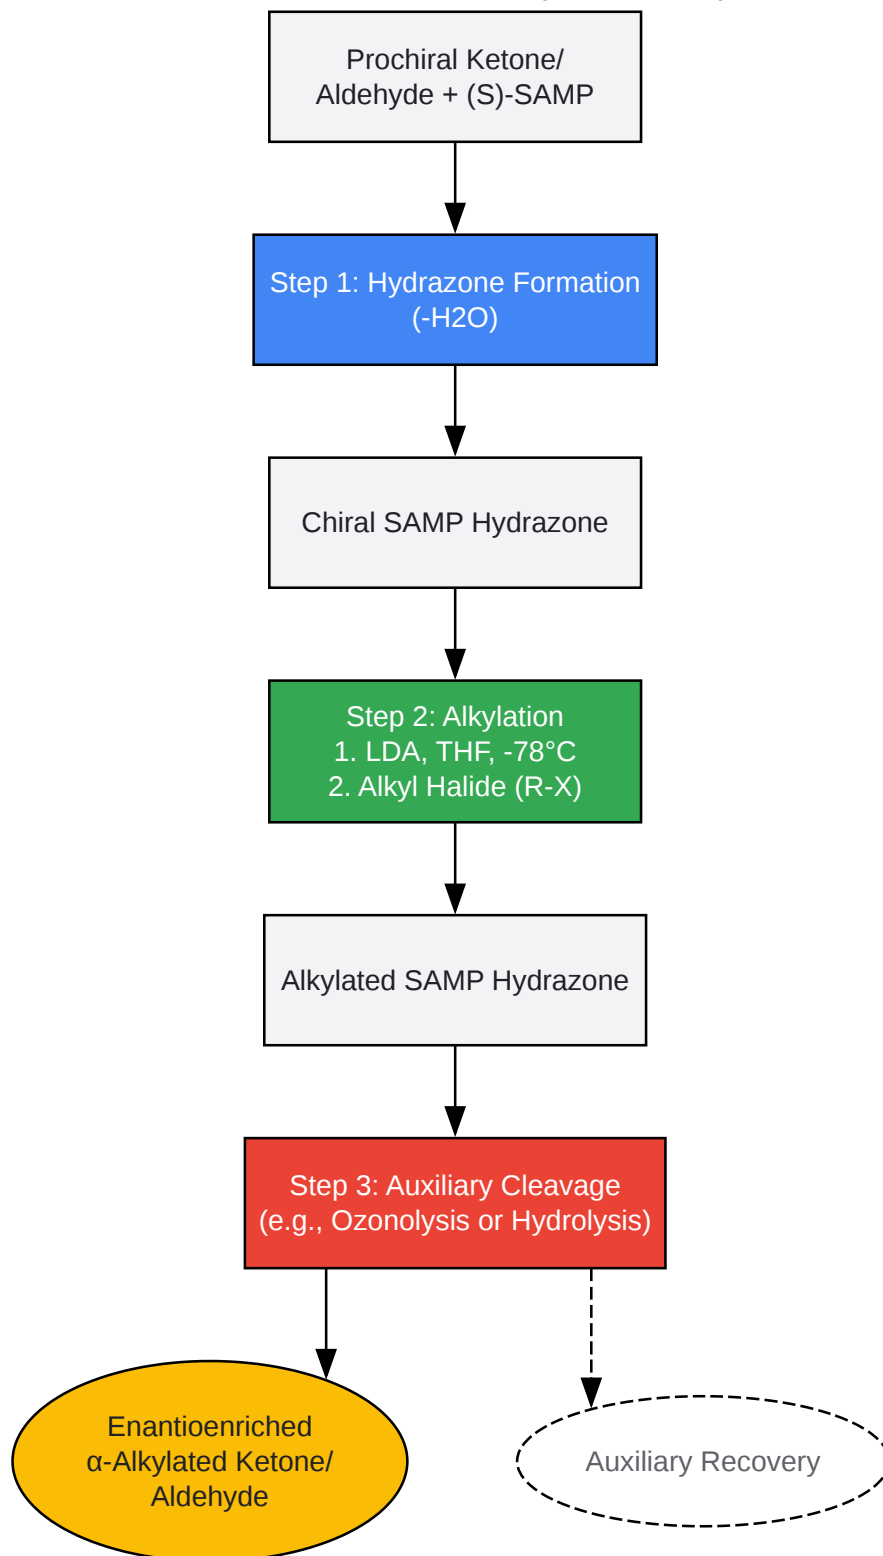 Prochiral Ketone/
Aldehyde + (S)-SAMP
Step 1: Hydrazone Formation
(-H2O)
Chiral SAMP Hydrazone
Step 2: Alkylation
1. LDA, THF, -78°C
2. Alkyl Halide (R-X)
Alkylated SAMP Hydrazone
Step 3: Auxiliary Cleavage
(e.g., Ozonolysis or Hydrolysis)
Enantioenriched
α-Alkylated Ketone/
Aldehyde
Auxiliary Recovery